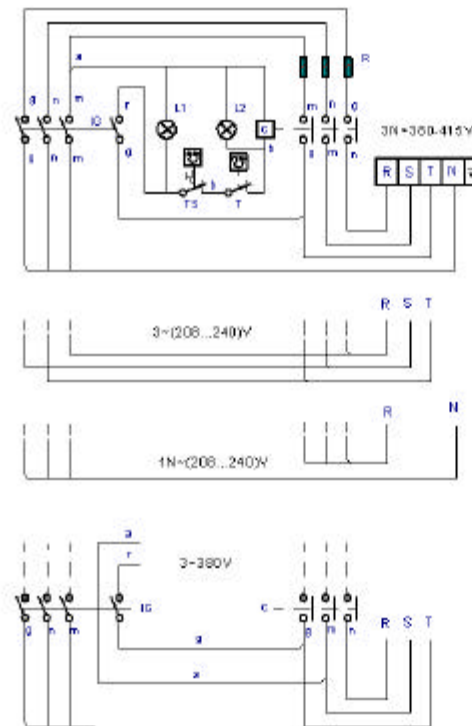 a
R
g n m
r
L1 L2
m n g
IG
C
3N~380-415V
g n m
g
h
g m n
h
TS T
R S T N
R S T
3~(208...240)V
R N
1N~(208...240)V
a
r
3~380V
IG
C
g n m
g m n
R S T
g
a